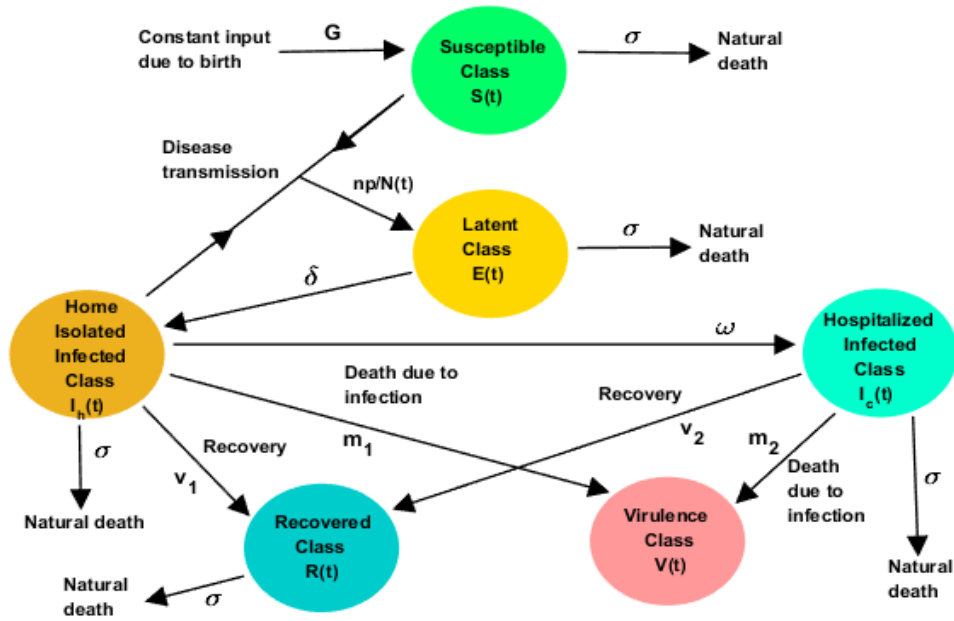 Constant input
due to birth
G
Susceptible
Class
S(t)
σ
Natural
death
Disease
transmission
np/N(t)
Latent
Class
E(t)
σ
Natural
death
δ
Home
Isolated
Infected
Class
I_h(t)
ω
Hospitalized
Infected
Class
I_c(t)
Death due to
infection
Recovery
σ
Recovery
v_1
m_1
v_2
m_2
Death
due to
infection
σ
Natural death
Recovered
Class
R(t)
Virulence
Class
V(t)
Natural
death
σ
Natural
death